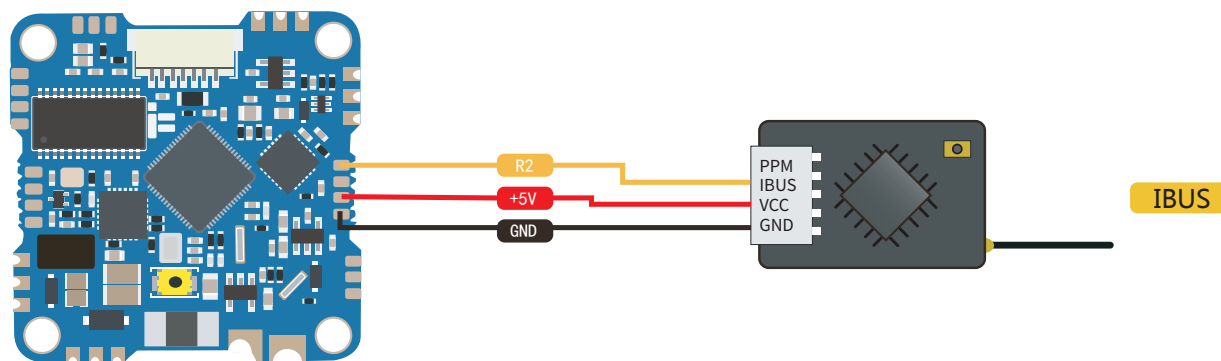 R2
+5V
GND
PPM
IBUS
VCC
GND
IBUS